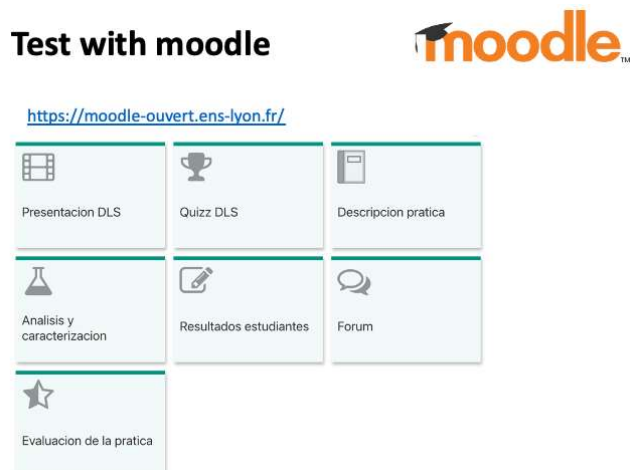 Test with moodle
moodle TM
https://moodle-ouvert.ens-lyon.fr/
Presentacion DLS
Quizz DLS
Descripcion pratica
Analisis y
caracterizacion
Resultados estudiantes
Forum
Evaluacion de la pratica